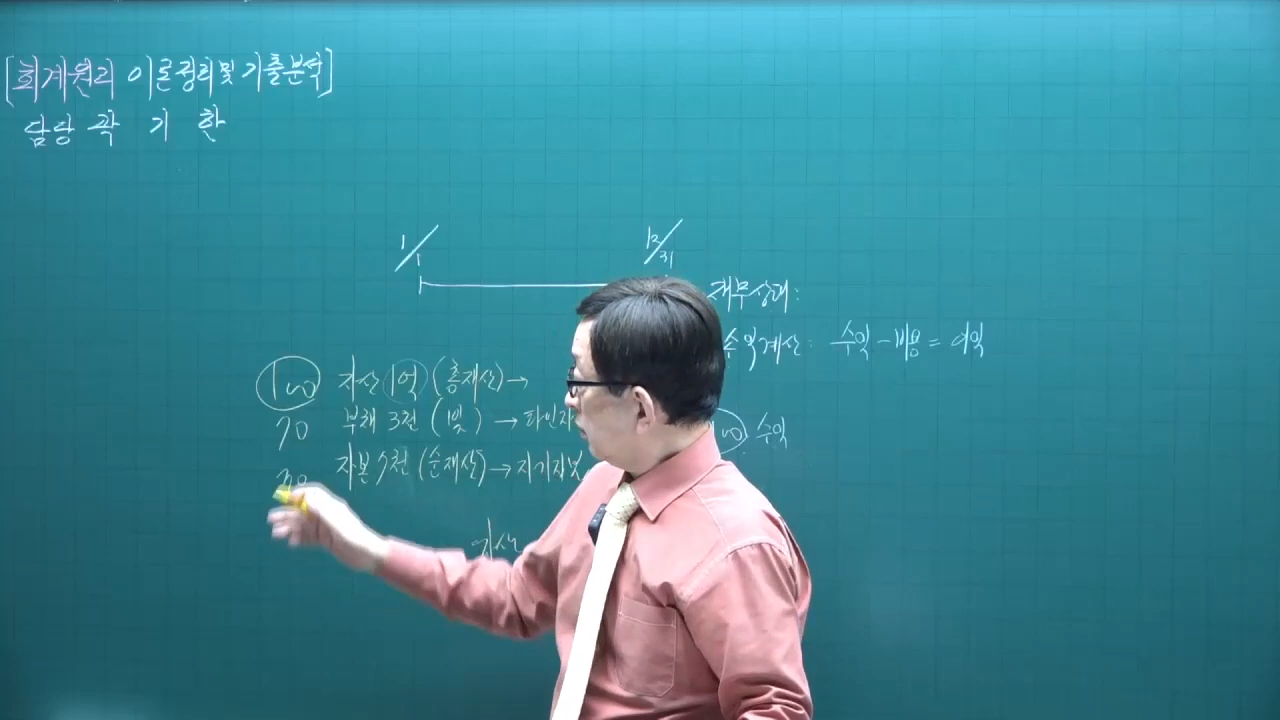 [회계원리 이론정리및 기출분석]
담당 곽 기 환
1/1 12/31
재무상태:
수익계산: 수익-비용=이익
100 자산 1억 (총재산)→
70 부채 3천 (빚) → 타인자
30 자본 7천 (순재산)→자기자본
수익
자산